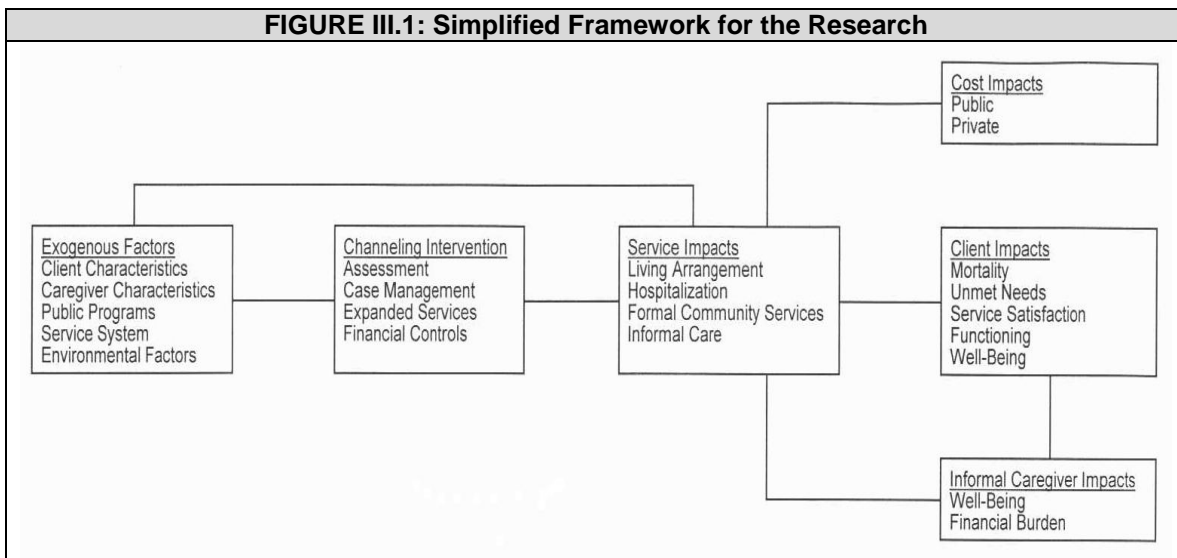 FIGURE III.1: Simplified Framework for the Research
Cost Impacts
Public
Private
Exogenous Factors
Client Characteristics
Caregiver Characteristics
Public Programs
Service System
Environmental Factors
Channeling Intervention
Assessment
Case Management
Expanded Services
Financial Controls
Service Impacts
Living Arrangement
Hospitalization
Formal Community Services
Informal Care
Client Impacts
Mortality
Unmet Needs
Service Satisfaction
Functioning
Well-Being
Informal Caregiver Impacts
Well-Being
Financial Burden